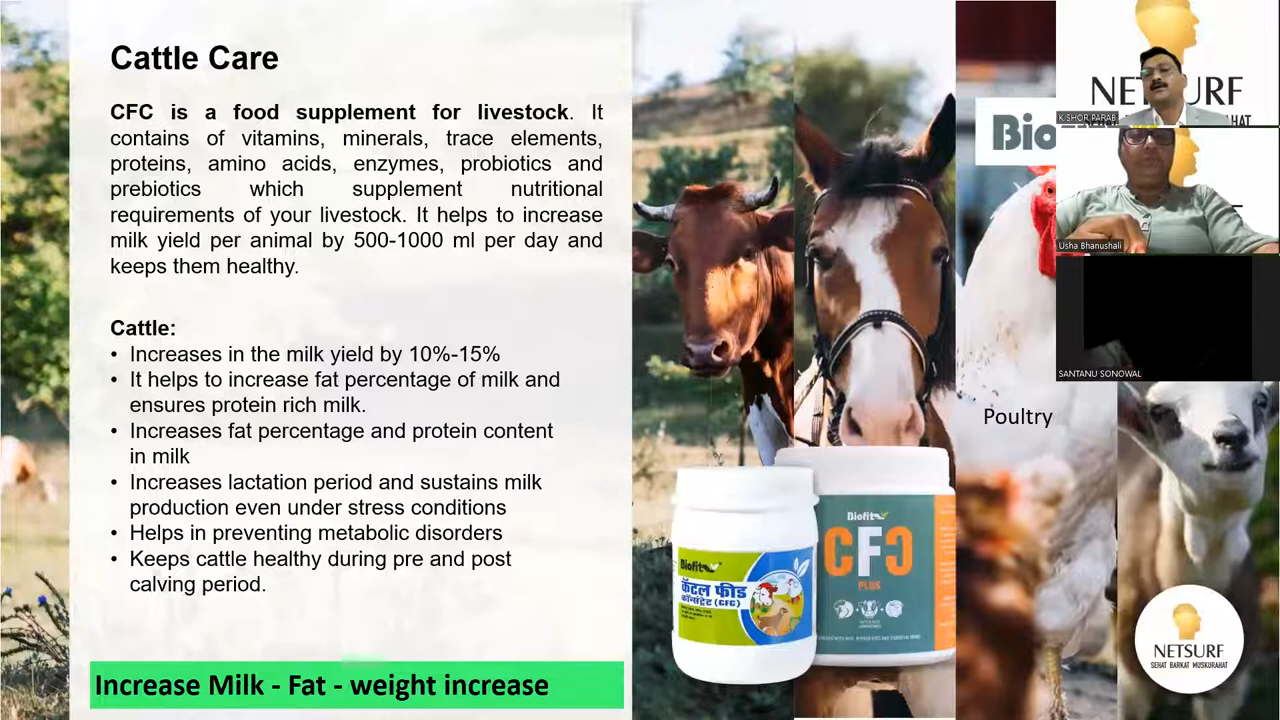 Cattle Care
CFC is a food supplement for livestock. It
contains of vitamins, minerals, trace elements,
proteins, amino acids, enzymes, probiotics and
prebiotics which supplement nutritional
requirements of your livestock. It helps to increase
milk yield per animal by 500-1000 ml per day and
keeps them healthy.
Cattle:
• Increases in the milk yield by 10%-15%
• It helps to increase fat percentage of milk and
ensures protein rich milk.
• Increases fat percentage and protein content
in milk
• Increases lactation period and sustains milk
production even under stress conditions
• Helps in preventing metabolic disorders
• Keeps cattle healthy during pre and post
calving period.
Increase Milk - Fat - weight increase
Biofit
कॅटल फीड
कॉन्सन्ट्रेट (CFC)
Biofit
CFC
PLUS
Poultry
Bio
NETSURF
KISHOR PARAB
Usha Bhanushali
SANTANU SONOWAL
NETSURF
SEHAT BARKAT MUSKURAHAT